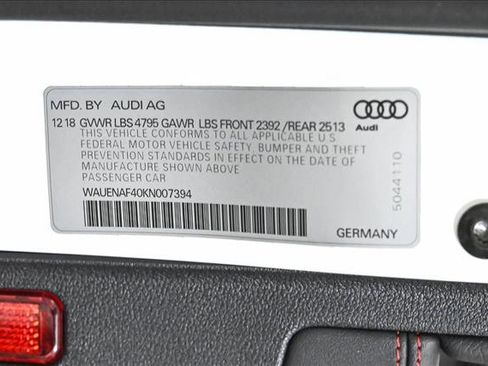 MFD. BY AUDI AG
Audi
12 18 GVWR LBS 4795 GAWR LBS FRONT 2392 /REAR 2513
THIS VEHICLE CONFORMS TO ALL APPLICABLE U S
FEDERAL MOTOR VEHICLE SAFETY, BUMPER AND THEFT
PREVENTION STANDARDS IN EFFECT ON THE DATE OF
MANUFACTURE SHOWN ABOVE
PASSENGER CAR
WAUENAF40KN007394
5044110
GERMANY